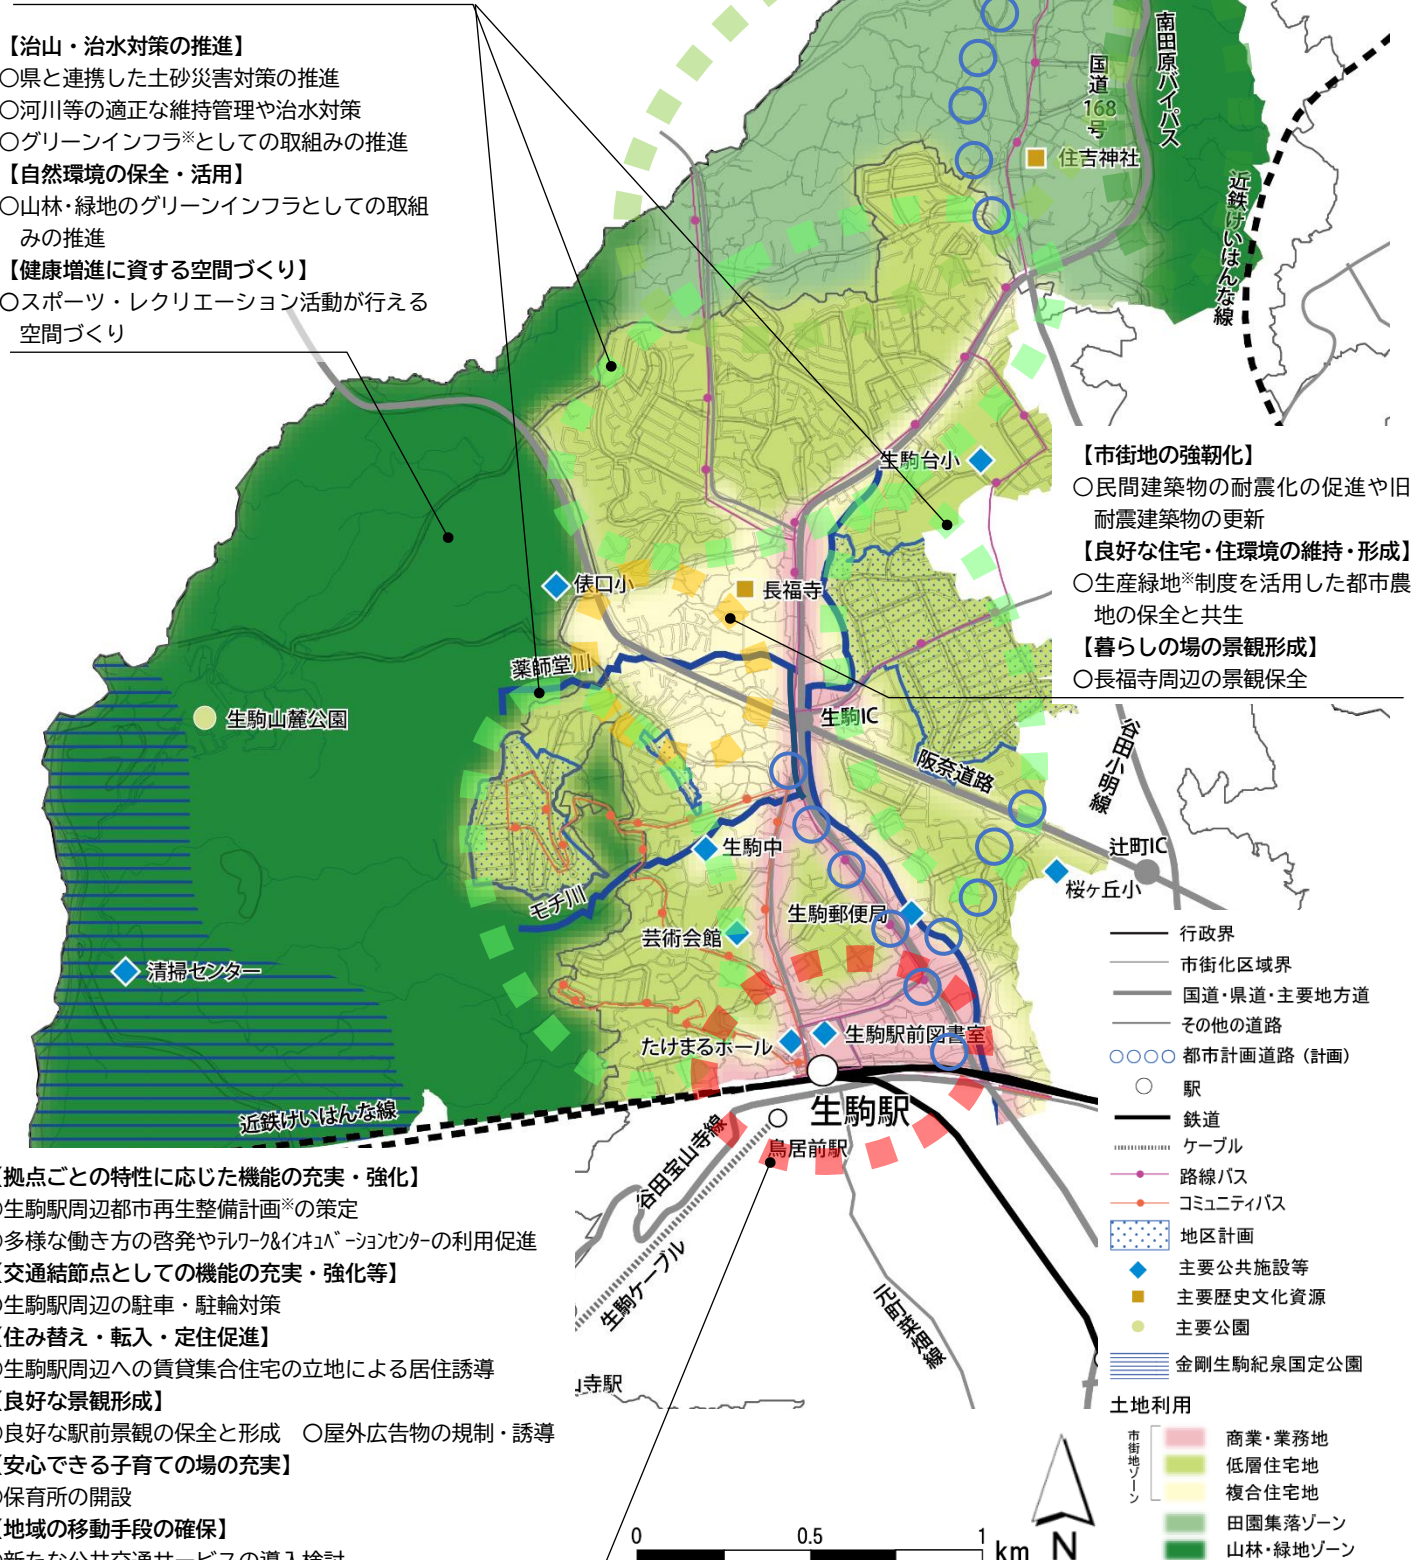 【治山・治水対策の推進】
○県と連携した土砂災害対策の推進
○河川等の適正な維持管理や治水対策
○グリーンインフラ※としての取組みの推進
【自然環境の保全・活用】
○山林・緑地のグリーンインフラとしての取組
みの推進
【健康増進に資する空間づくり】
○スポーツ・レクリエーション活動が行える
空間づくり
南田原バイパス
国道168号
住吉神社
近鉄けいはんな線
生駒台小
【市街地の強靭化】
○民間建築物の耐震化の促進や旧
耐震建築物の更新
【良好な住宅・住環境の維持・形成】
○生産緑地※制度を活用した都市農
地の保全と共生
【暮らしの場の景観形成】
○長福寺周辺の景観保全
俵口小
長福寺
薬師堂川
生駒山麓公園
生駒IC
阪奈道路
谷田小明線
辻町IC
桜ヶ丘小
生駒中
モチ川
生駒郵便局
芸術会館
清掃センター
生駒駅前図書室
たけまるホール
近鉄けいはんな線
生駒駅
鳥居前駅
谷田宝山寺線
生駒ケーブル
元町菜畑線
山寺駅
【拠点ごとの特性に応じた機能の充実・強化】
○生駒駅周辺都市再生整備計画※の策定
○多様な働き方の啓発やテレワーク&インキュベーションセンターの利用促進
【交通結節点としての機能の充実・強化等】
○生駒駅周辺の駐車・駐輪対策
【住み替え・転入・定住促進】
○生駒駅周辺への賃貸集合住宅の立地による居住誘導
【良好な景観形成】
○良好な駅前景観の保全と形成　○屋外広告物の規制・誘導
【安心できる子育ての場の充実】
○保育所の開設
【地域の移動手段の確保】
○新たな公共交通サービスの導入検討
行政界
市街化区域界
国道・県道・主要地方道
その他の道路
都市計画道路（計画）
駅
鉄道
ケーブル
路線バス
コミュニティバス
地区計画
主要公共施設等
主要歴史文化資源
主要公園
金剛生駒紀泉国定公園
土地利用
市街地ゾーン
商業・業務地
低層住宅地
複合住宅地
田園集落ゾーン
山林・緑地ゾーン
0 0.5 1
km N